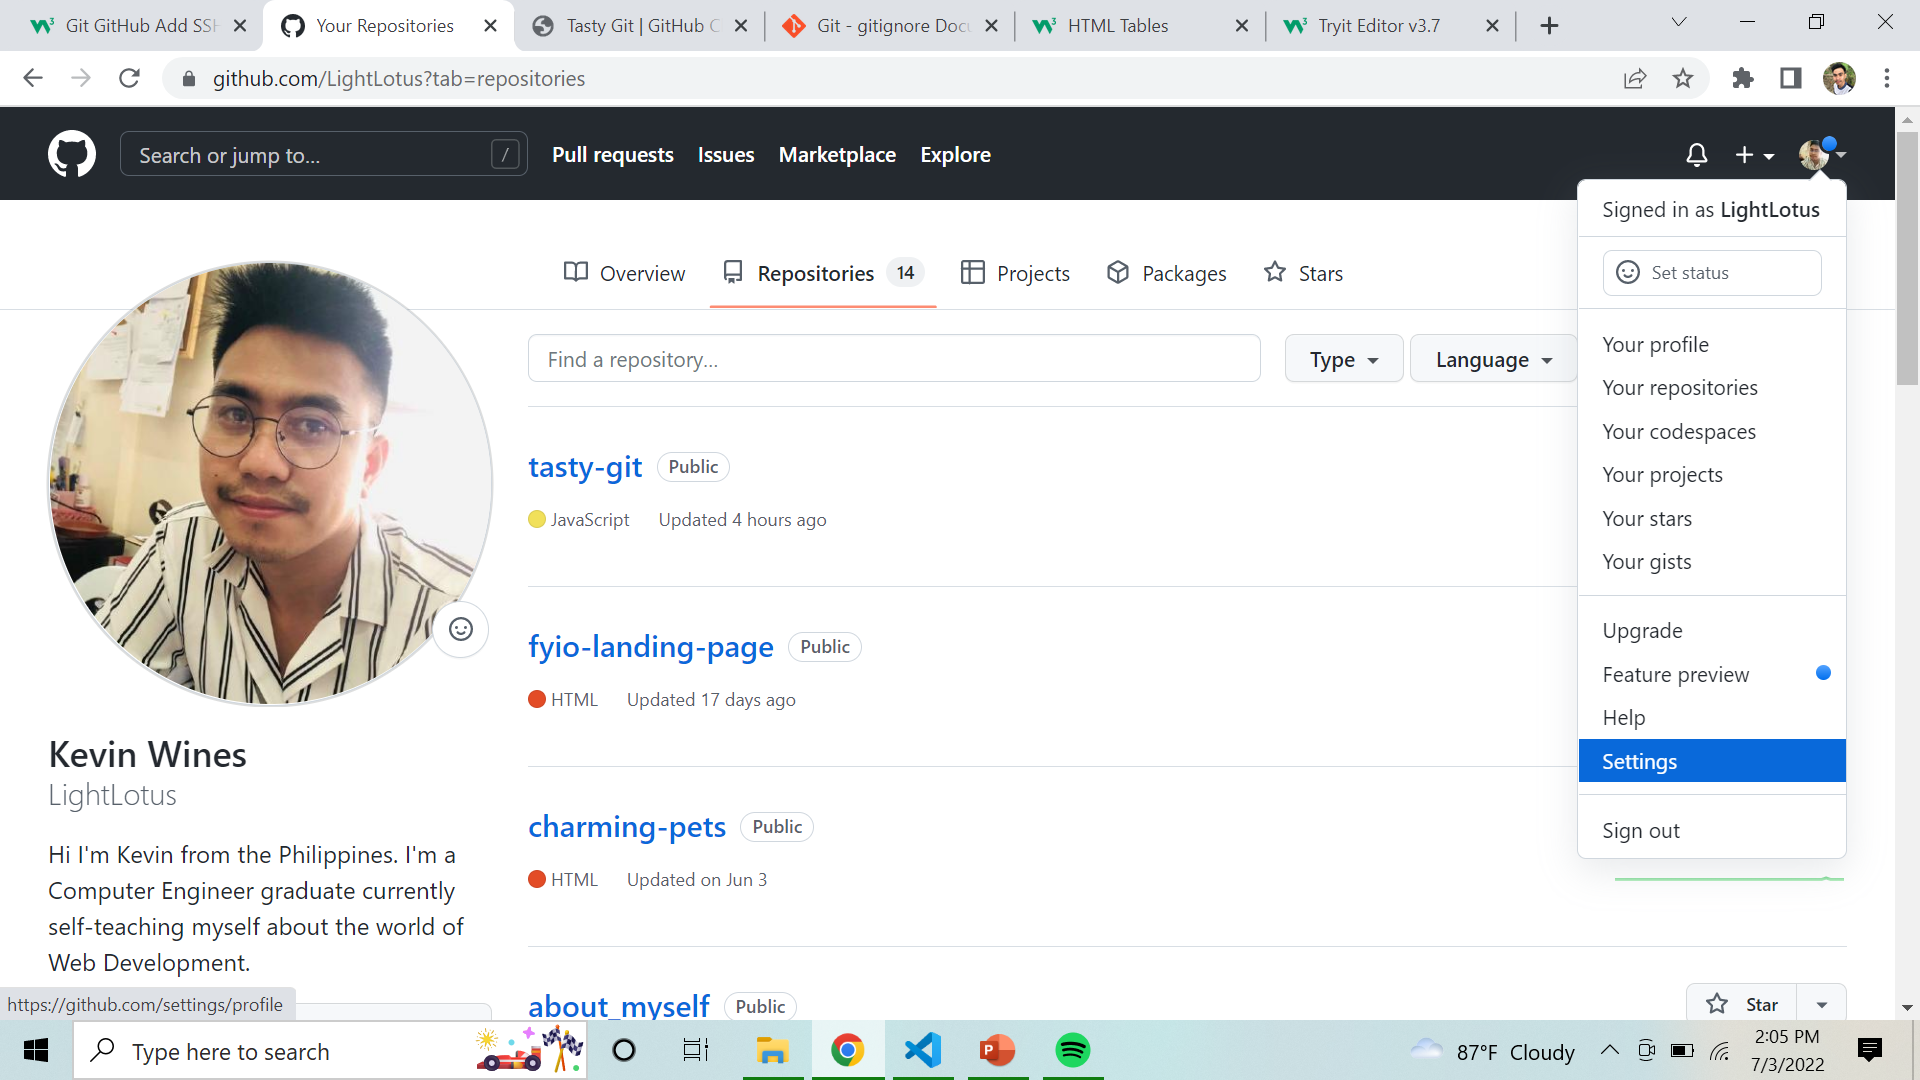 Git GitHub Add SSH
Your Repositories
Tasty Git | GitHub C
Git - gitignore Docu
HTML Tables
Tryit Editor v3.7
github.com/LightLotus?tab=repositories
Search or jump to...
/
Pull requests
Issues
Marketplace
Explore
Signed in as LightLotus
Set status
Your profile
Your repositories
Your codespaces
Your projects
Your stars
Your gists
Upgrade
Feature preview
Help
Settings
Sign out
Overview
Repositories 14
Projects
Packages
Stars
Find a repository...
Type
Language
tasty-git Public
JavaScript Updated 4 hours ago
fyio-landing-page Public
HTML Updated 17 days ago
charming-pets Public
HTML Updated on Jun 3
about_myself Public
Star
Kevin Wines
LightLotus
Hi I'm Kevin from the Philippines. I'm a
Computer Engineer graduate currently
self-teaching myself about the world of
Web Development.
https://github.com/settings/profile
Type here to search
87°F Cloudy
2:05 PM
7/3/2022